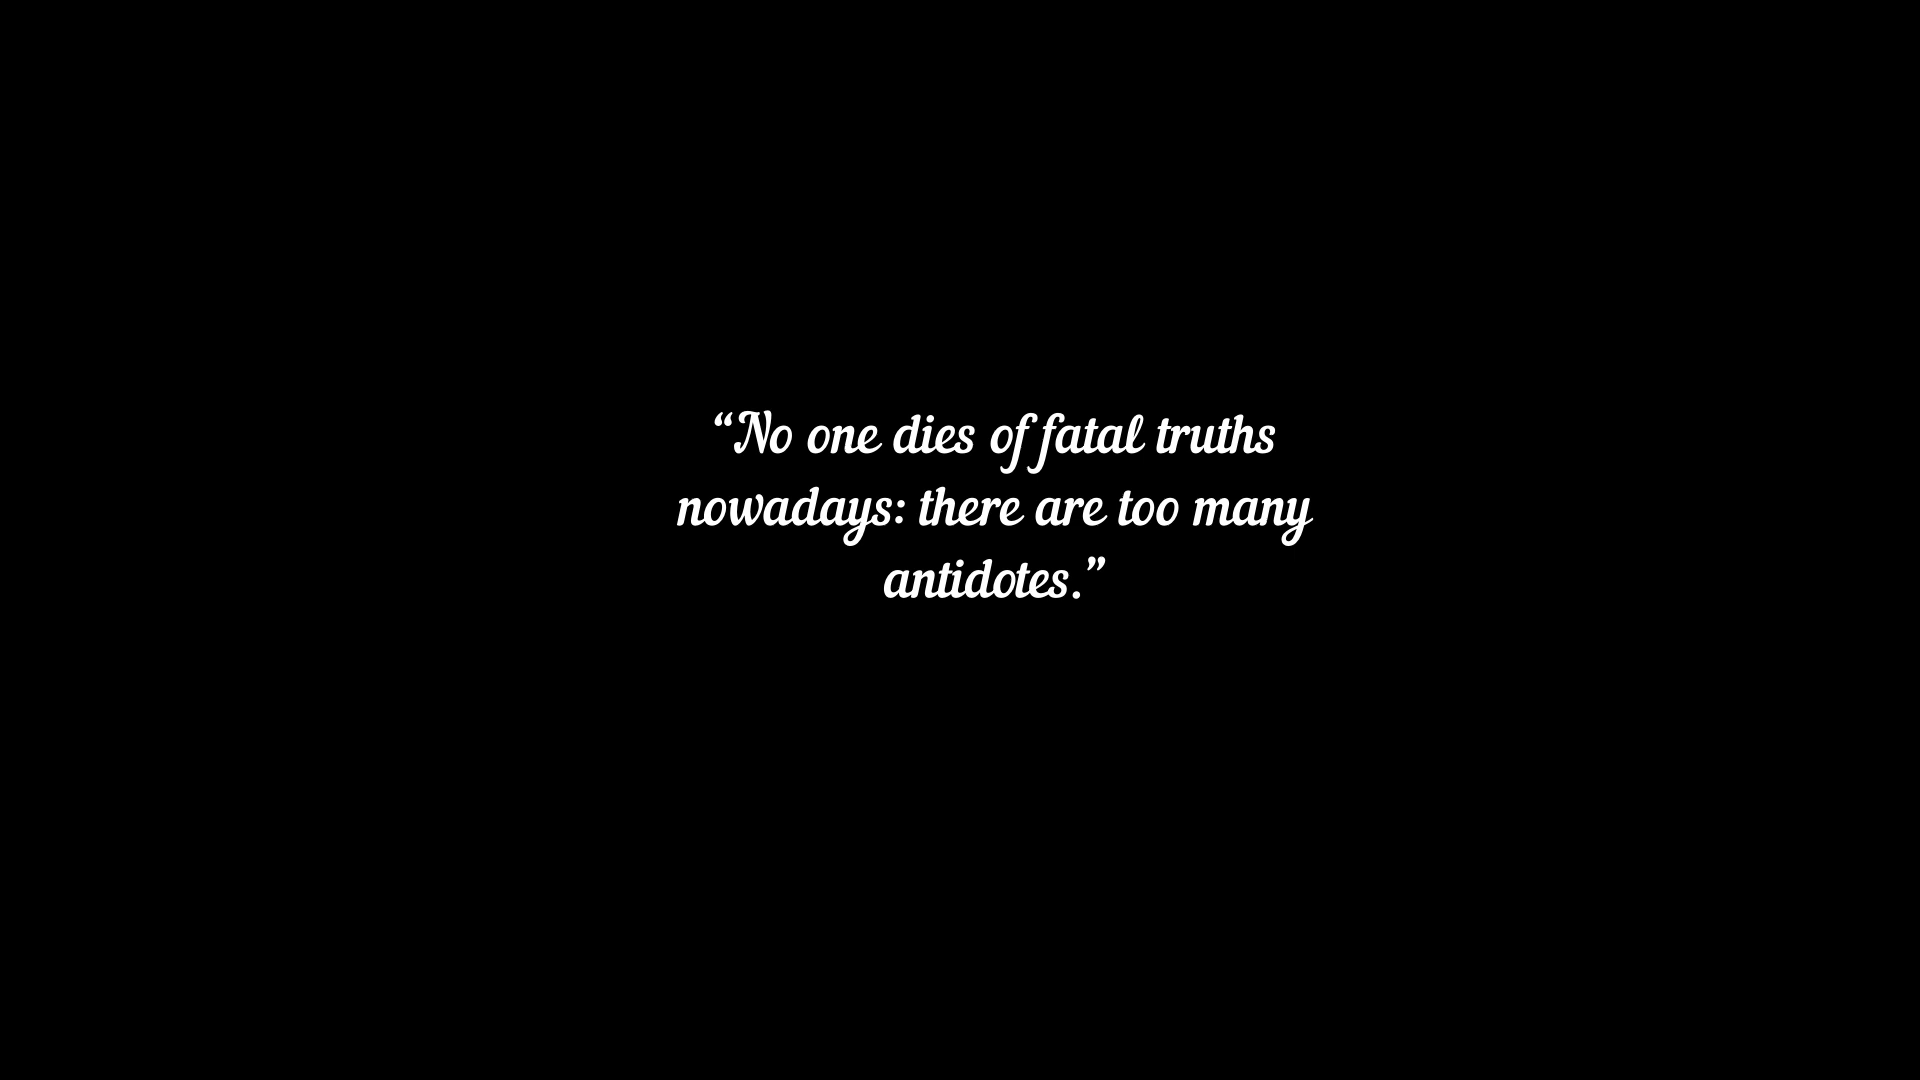 “No one dies of fatal truths
nowadays: there are too many
antidotes.”